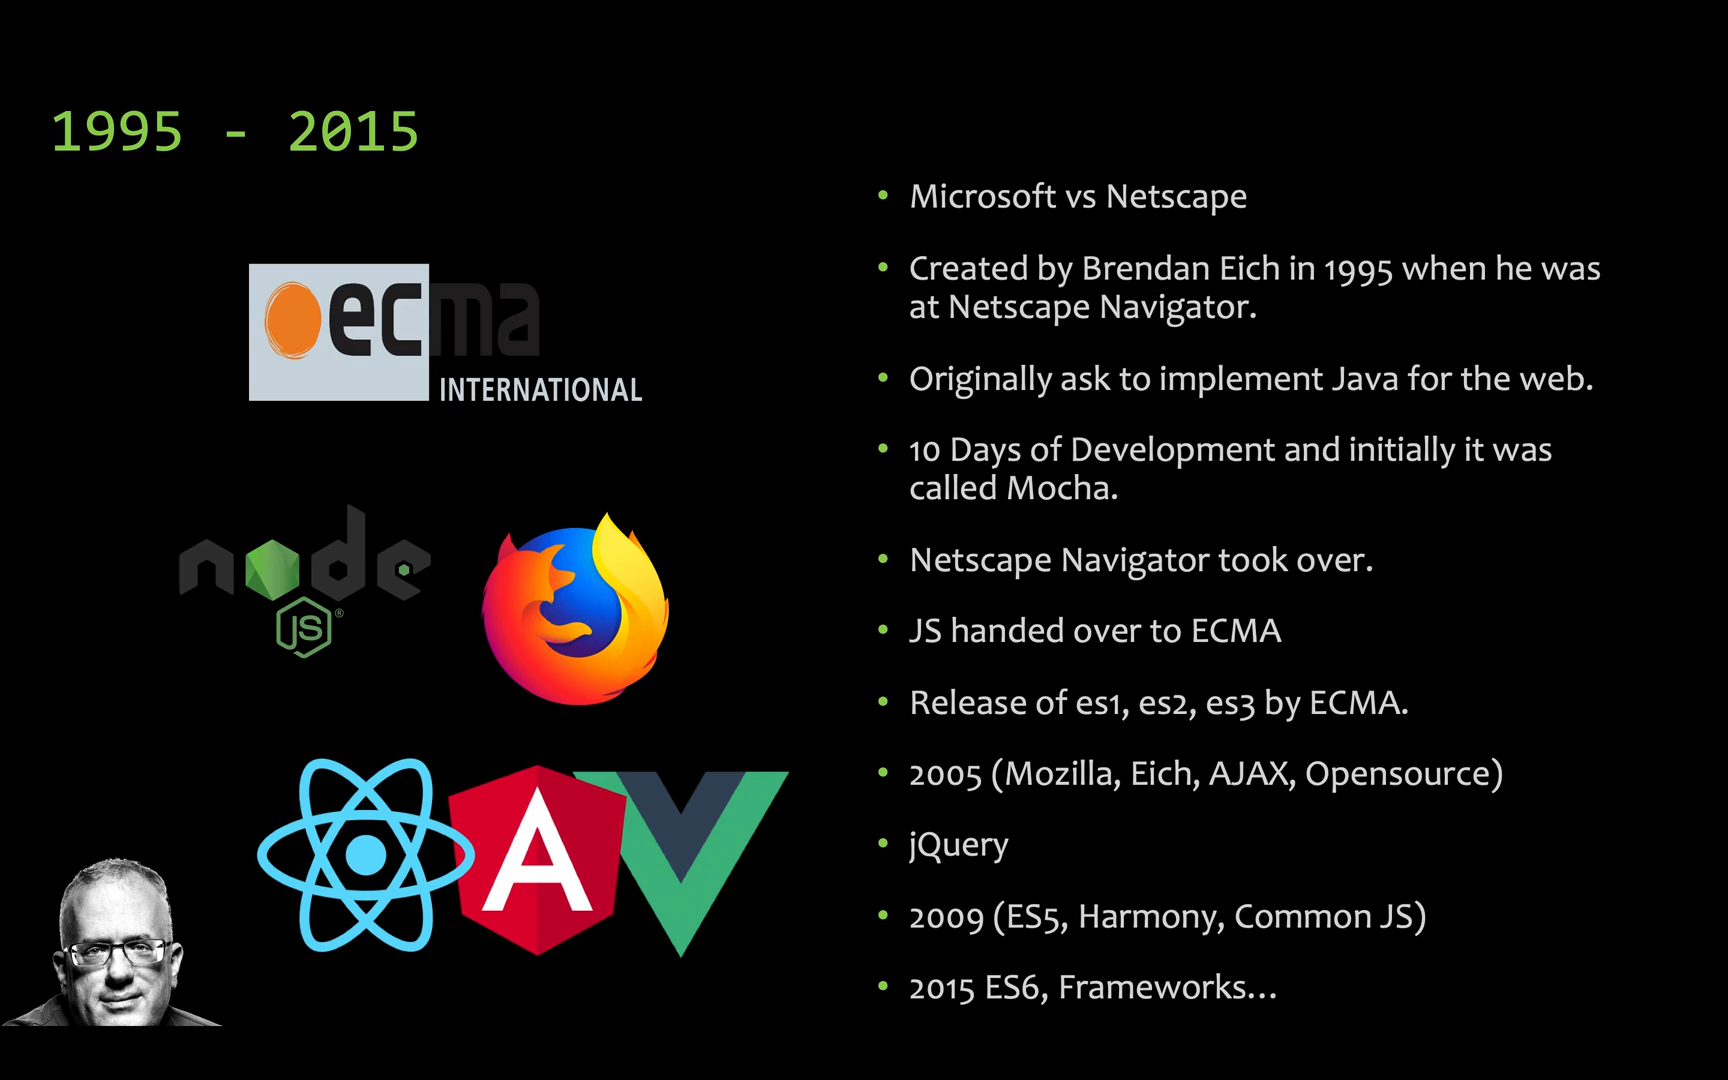 1995 - 2015
• Microsoft vs Netscape
• Created by Brendan Eich in 1995 when he was
at Netscape Navigator.
• Originally ask to implement Java for the web.
• 10 Days of Development and initially it was
called Mocha.
• Netscape Navigator took over.
• JS handed over to ECMA
• Release of es1, es2, es3 by ECMA.
• 2005 (Mozilla, Eich, AJAX, Opensource)
• jQuery
• 2009 (ES5, Harmony, Common JS)
• 2015 ES6, Frameworks...
ecma
INTERNATIONAL
node
JS®
A